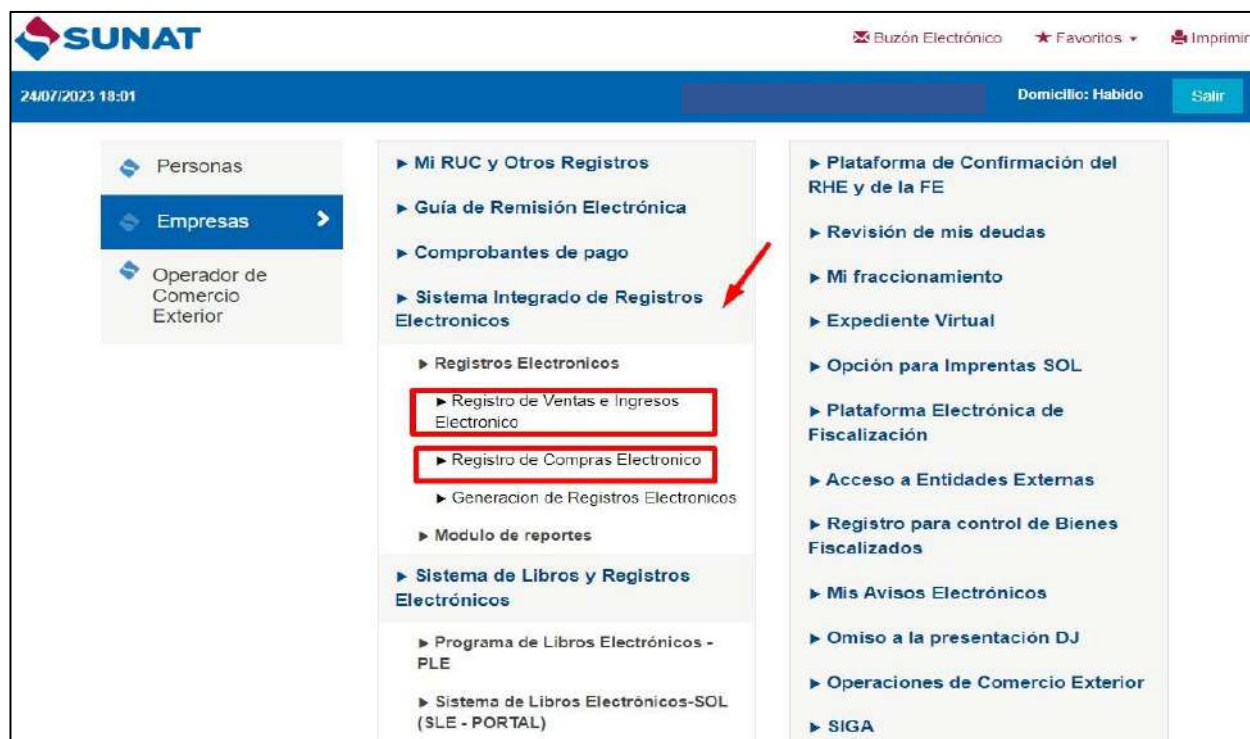 SUNAT
Buzón Electrónico
Favoritos
Imprimir
24/07/2023 18:01
Domicilio: Habido
Salir
Personas
Empresas
Operador de
Comercio
Exterior
Mi RUC y Otros Registros
Guía de Remisión Electrónica
Comprobantes de pago
Sistema Integrado de Registros
Electronicos
Registros Electronicos
Registro de Ventas e Ingresos
Electronico
Registro de Compras Electronico
Generacion de Registros Electronicos
Modulo de reportes
Sistema de Libros y Registros
Electrónicos
Programa de Libros Electrónicos -
PLE
Sistema de Libros Electrónicos-SOL
(SLE - PORTAL)
Plataforma de Confirmación del
RHE y de la FE
Revisión de mis deudas
Mi fraccionamiento
Expediente Virtual
Opción para Imprentas SOL
Plataforma Electrónica de
Fiscalización
Acceso a Entidades Externas
Registro para control de Bienes
Fiscalizados
Mis Avisos Electrónicos
Omiso a la presentación DJ
Operaciones de Comercio Exterior
SIGA